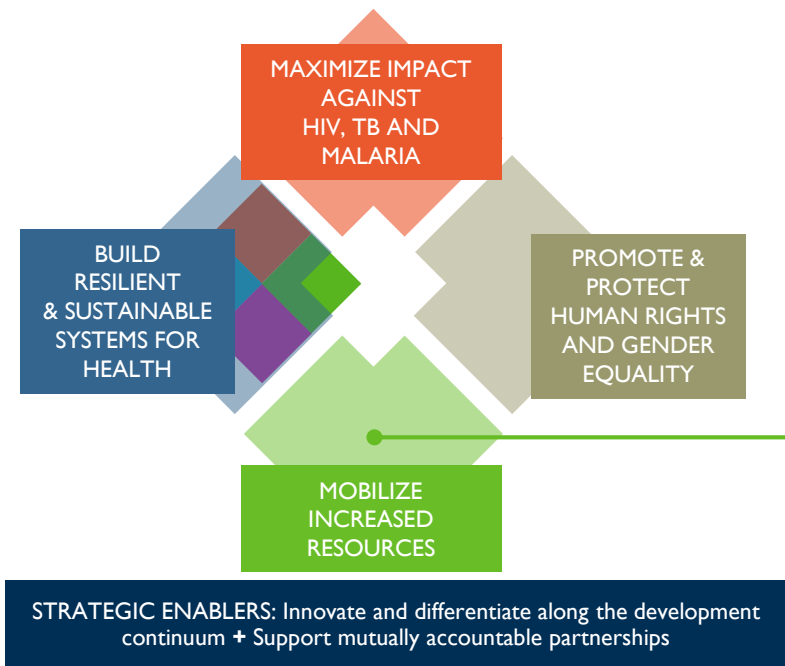 MAXIMIZE IMPACT
AGAINST
HIV, TB AND
MALARIA
BUILD
RESILIENT
& SUSTAINABLE
SYSTEMS FOR
HEALTH
PROMOTE &
PROTECT
HUMAN RIGHTS
AND GENDER
EQUALITY
MOBILIZE
INCREASED
RESOURCES
STRATEGIC ENABLERS: Innovate and differentiate along the development
continuum + Support mutually accountable partnerships